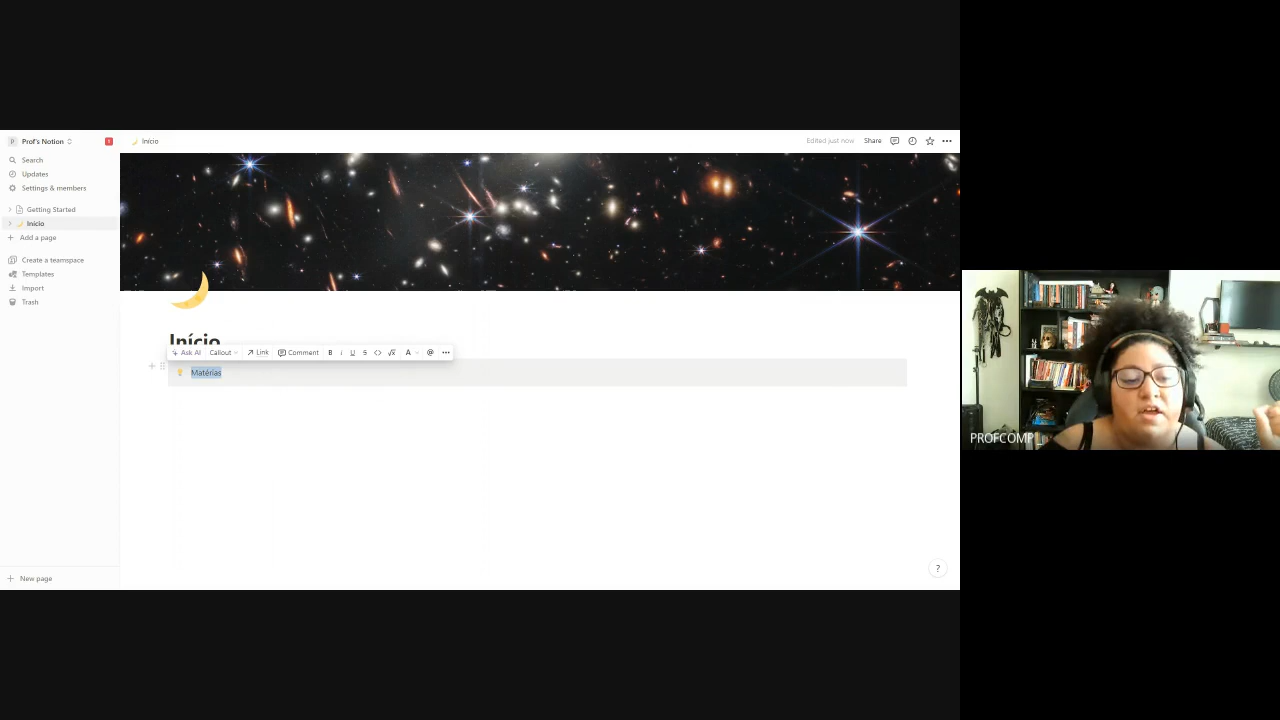 P Prof's Notion
Início
Edited just now
Share
Search
Updates
Settings & members
Getting Started
Início
Add a page
Create a teamspace
Templates
Import
Trash
Início
Ask AI Callout Link Comment B i U S <> √x A @ •••
Matérias
New page
?
PROFCOMP _